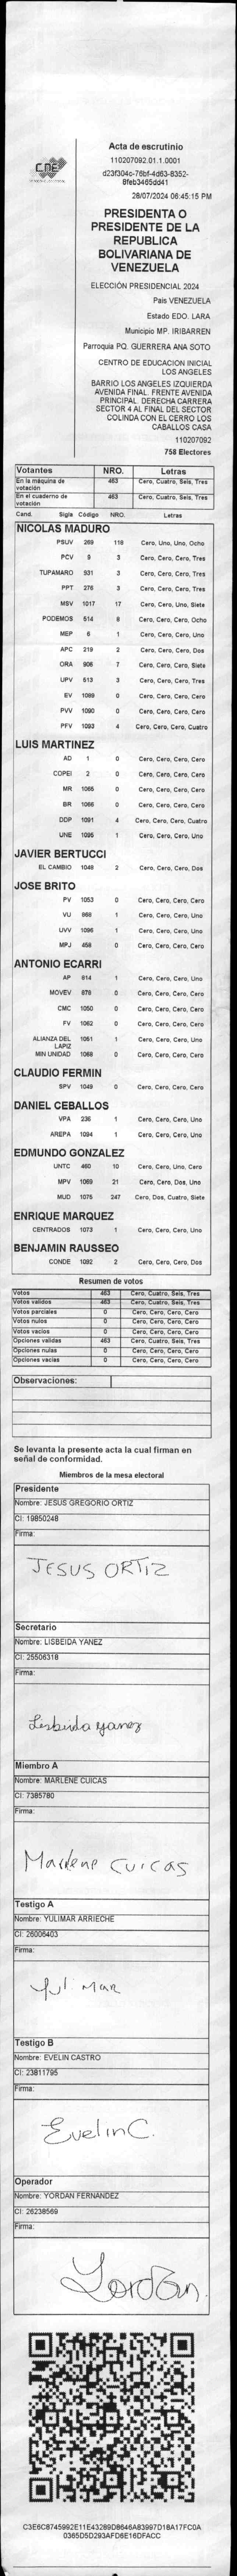 CNE
Acta de escrutinio
110207092.01.1.0001
d23f304c-76bf-4d63-8352-
8feb3465dd41
28/07/2024 06:45:15 PM
PRESIDENTA O
PRESIDENTE DE LA
REPUBLICA
BOLIVARIANA DE
VENEZUELA
ELECCIÓN PRESIDENCIAL 2024
Pais VENEZUELA
Estado EDO. LARA
Municipio MP. IRIBARREN
Parroquia PQ. GUERRERA ANA SOTO
CENTRO DE EDUCACION INICIAL
LOS ANGELES
BARRIO LOS ANGELES IZQUIERDA
AVENIDA FINAL. FRENTE AVENIDA
PRINCIPAL. DERECHA CARRERA
SECTOR 4 AL FINAL DEL SECTOR
COLINDA CON EL CERRO LOS
CABALLOS CASA
110207092
758 Electores
Votantes NRO. Letras
En la máquina de votación 463 Cero, Cuatro, Seis, Tres
En el cuaderno de votación 463 Cero, Cuatro, Seis, Tres
Cand. Sigla Código NRO. Letras
NICOLAS MADURO
PSUV 269 118 Cero, Uno, Uno, Ocho
PCV 9 3 Cero, Cero, Cero, Tres
TUPAMARO 931 3 Cero, Cero, Cero, Tres
PPT 276 3 Cero, Cero, Cero, Tres
MSV 1017 17 Cero, Cero, Uno, Siete
PODEMOS 514 8 Cero, Cero, Cero, Ocho
MEP 6 1 Cero, Cero, Cero, Uno
APC 219 2 Cero, Cero, Cero, Dos
ORA 906 7 Cero, Cero, Cero, Siete
UPV 513 3 Cero, Cero, Cero, Tres
EV 1089 0 Cero, Cero, Cero, Cero
PVV 1090 0 Cero, Cero, Cero, Cero
PFV 1093 4 Cero, Cero, Cero, Cuatro
LUIS MARTINEZ
AD 1 0 Cero, Cero, Cero, Cero
COPEI 2 0 Cero, Cero, Cero, Cero
MR 1065 0 Cero, Cero, Cero, Cero
BR 1066 0 Cero, Cero, Cero, Cero
DDP 1091 4 Cero, Cero, Cero, Cuatro
UNE 1095 1 Cero, Cero, Cero, Uno
JAVIER BERTUCCI
EL CAMBIO 1048 2 Cero, Cero, Cero, Dos
JOSE BRITO
PV 1053 0 Cero, Cero, Cero, Cero
VU 868 1 Cero, Cero, Cero, Uno
UVV 1096 1 Cero, Cero, Cero, Uno
MPJ 458 0 Cero, Cero, Cero, Cero
ANTONIO ECARRI
AP 814 1 Cero, Cero, Cero, Uno
MOVEV 878 0 Cero, Cero, Cero, Cero
CMC 1050 0 Cero, Cero, Cero, Cero
FV 1062 0 Cero, Cero, Cero, Cero
ALIANZA DEL LAPIZ 1051 1 Cero, Cero, Cero, Uno
MIN UNIDAD 1068 0 Cero, Cero, Cero, Cero
CLAUDIO FERMIN
SPV 1049 0 Cero, Cero, Cero, Cero
DANIEL CEBALLOS
VPA 236 1 Cero, Cero, Cero, Uno
AREPA 1094 1 Cero, Cero, Cero, Uno
EDMUNDO GONZALEZ
UNTC 460 10 Cero, Cero, Uno, Cero
MPV 1069 21 Cero, Cero, Dos, Uno
MUD 1075 247 Cero, Dos, Cuatro, Siete
ENRIQUE MARQUEZ
CENTRADOS 1073 1 Cero, Cero, Cero, Uno
BENJAMIN RAUSSEO
CONDE 1092 2 Cero, Cero, Cero, Dos
Resumen de votos
Votos 463 Cero, Cuatro, Seis, Tres
Votos validos 463 Cero, Cuatro, Seis, Tres
Votos parciales 0 Cero, Cero, Cero, Cero
Votos nulos 0 Cero, Cero, Cero, Cero
Votos vacios 0 Cero, Cero, Cero, Cero
Opciones validas 463 Cero, Cuatro, Seis, Tres
Opciones nulas 0 Cero, Cero, Cero, Cero
Opciones vacias 0 Cero, Cero, Cero, Cero
Observaciones:
Se levanta la presente acta la cual firman en
señal de conformidad.
Miembros de la mesa electoral
Presidente
Nombre: JESUS GREGORIO ORTIZ
CI: 19850248
Firma:
JESUS ORTIZ
Secretario
Nombre: LISBEIDA YANEZ
CI: 25506318
Firma:
Lisbeida yanez
Miembro A
Nombre: MARLENE CUICAS
CI: 7385780
Firma:
Marlene Cuicas
Testigo A
Nombre: YULIMAR ARRIECHE
CI: 26006403
Firma:
Yuli Mar
Testigo B
Nombre: EVELIN CASTRO
CI: 23811795
Firma:
Evelin C.
Operador
Nombre: YORDAN FERNANDEZ
CI: 26238569
Firma:
Yordan.
C3E6C8745992E11E43289D8646A83997D18A17FC0A
0365D5D293AFD6E16DFACC